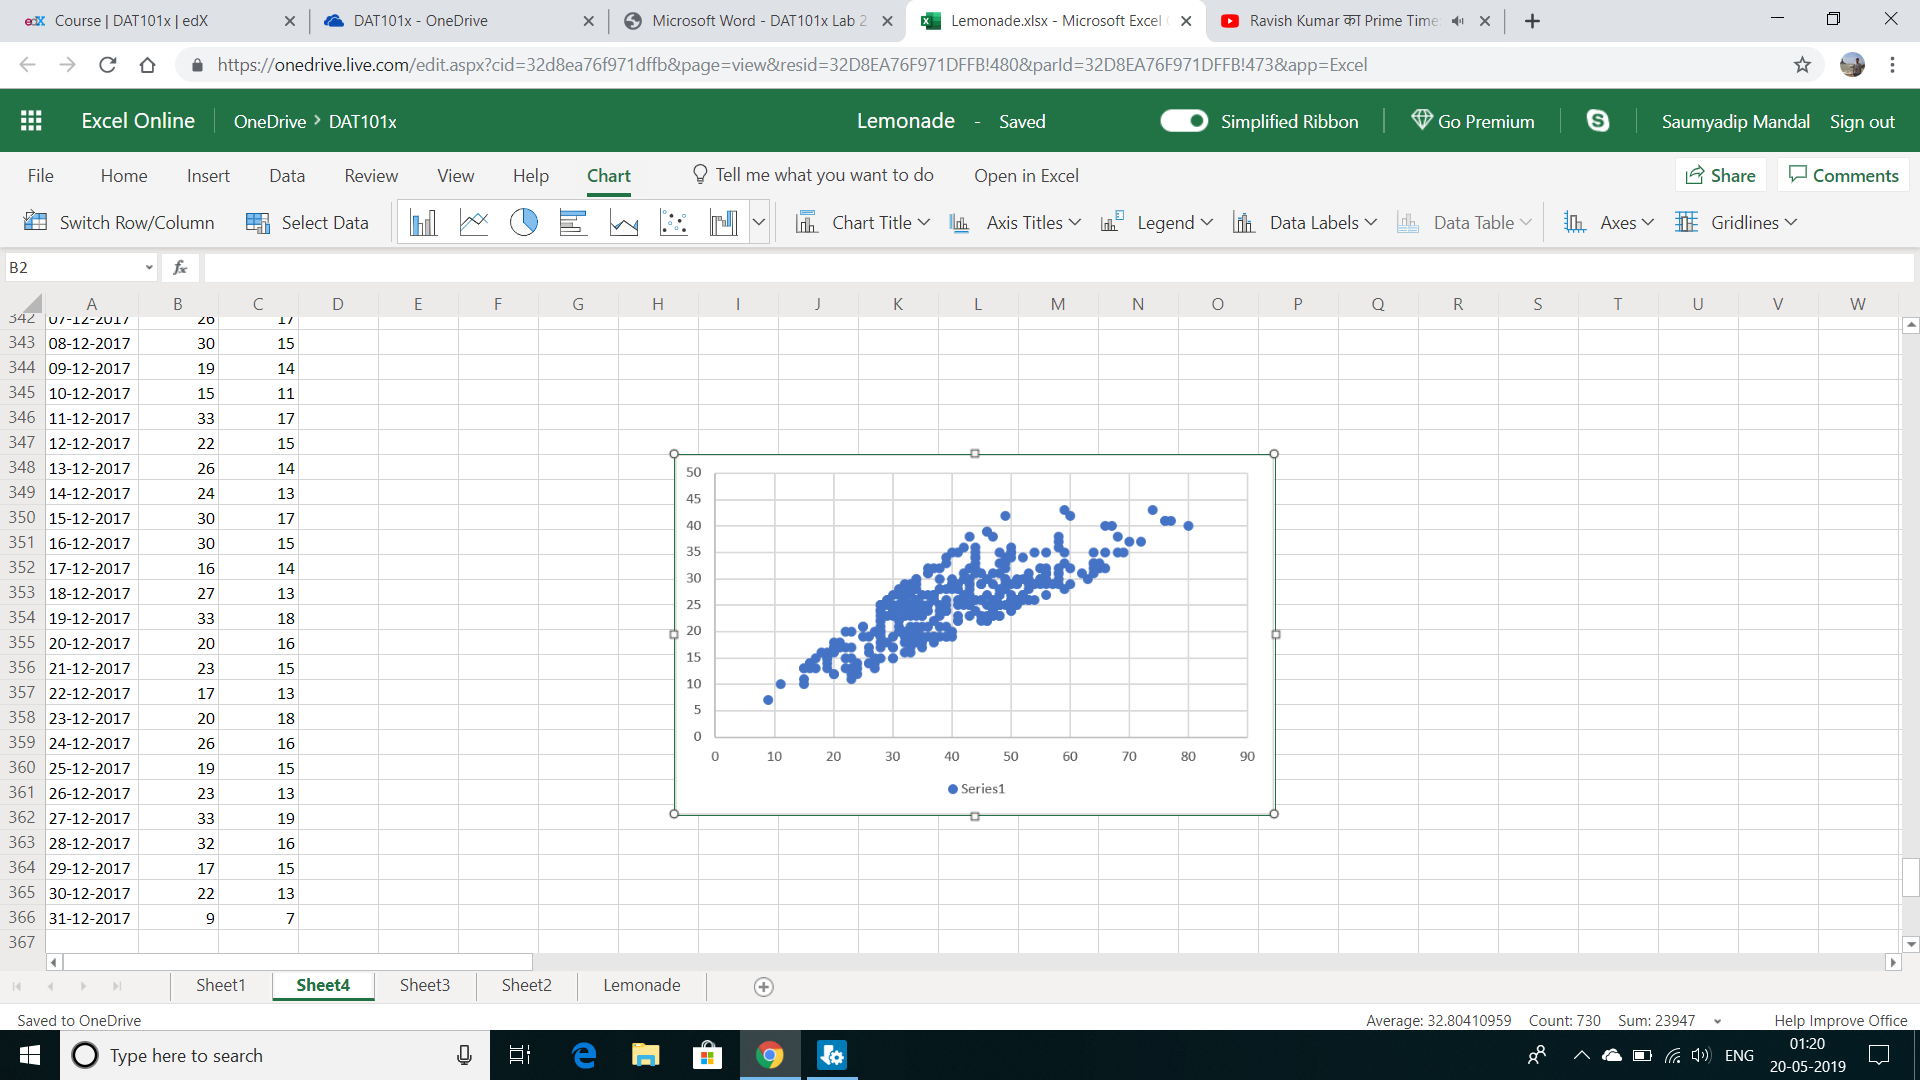 edX Course | DAT101x | edX
DAT101x - OneDrive
Microsoft Word - DAT101x Lab 2
Lemonade.xlsx - Microsoft Excel
Ravish Kumar का Prime Time
https://onedrive.live.com/edit.aspx?cid=32d8ea76f971dffb&page=view&resid=32D8EA76F971DFFB!480&parId=32D8EA76F971DFFB!473&app=Excel
Excel Online OneDrive > DAT101x Lemonade - Saved Simplified Ribbon Go Premium Saumyadip Mandal Sign out
File Home Insert Data Review View Help Chart Tell me what you want to do Open in Excel Share Comments
Switch Row/Column Select Data Chart Title Axis Titles Legend Data Labels Data Table Axes Gridlines
B2 fx
A B C D E F G H I J K L M N O P Q R S T U V W
342 07-12-2017 26 17
343 08-12-2017 30 15
344 09-12-2017 19 14
345 10-12-2017 15 11
346 11-12-2017 33 17
347 12-12-2017 22 15
348 13-12-2017 26 14
349 14-12-2017 24 13
350 15-12-2017 30 17
351 16-12-2017 30 15
352 17-12-2017 16 14
353 18-12-2017 27 13
354 19-12-2017 33 18
355 20-12-2017 20 16
356 21-12-2017 23 15
357 22-12-2017 17 13
358 23-12-2017 20 18
359 24-12-2017 26 16
360 25-12-2017 19 15
361 26-12-2017 23 13
362 27-12-2017 33 19
363 28-12-2017 32 16
364 29-12-2017 17 15
365 30-12-2017 22 13
366 31-12-2017 9 7
367
50
45
40
35
30
25
20
15
10
5
0
0 10 20 30 40 50 60 70 80 90
Series1
Sheet1 Sheet4 Sheet3 Sheet2 Lemonade
Saved to OneDrive Average: 32.80410959 Count: 730 Sum: 23947 Help Improve Office
Type here to search
ENG
01:20
20-05-2019